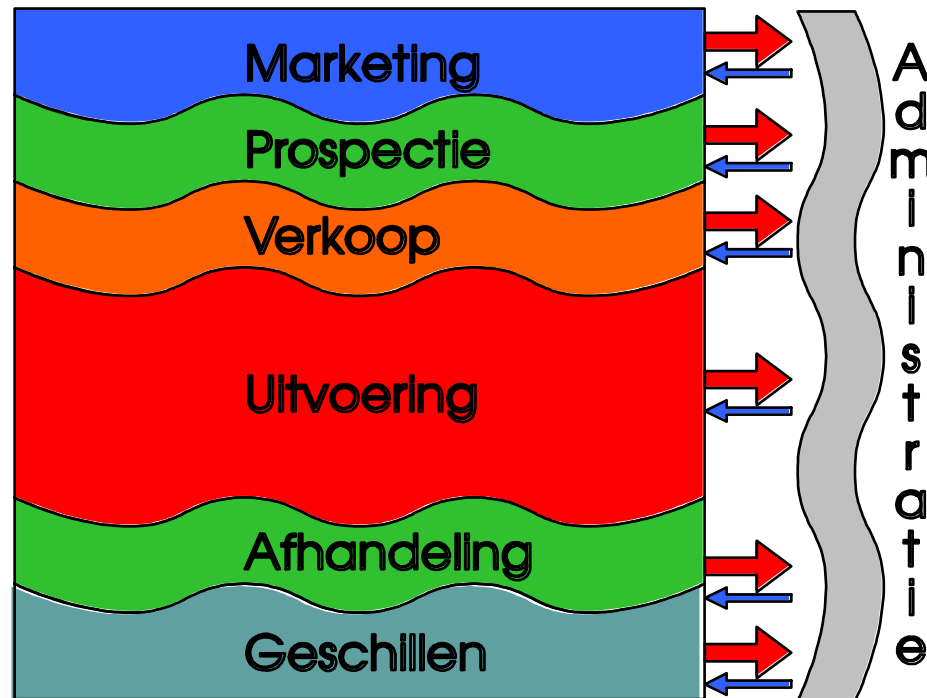 Marketing
Prospectie
Verkoop
Uitvoering
Afhandeling
Geschillen
Administratie